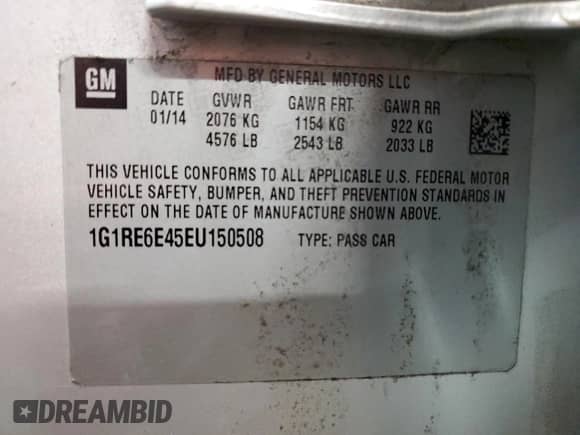 GM
MFD BY GENERAL MOTORS LLC
DATE GVWR GAWR FRT GAWR RR
01/14 2076 KG 1154 KG 922 KG
4576 LB 2543 LB 2033 LB
THIS VEHICLE CONFORMS TO ALL APPLICABLE U.S. FEDERAL MOTOR
VEHICLE SAFETY, BUMPER, AND THEFT PREVENTION STANDARDS IN
EFFECT ON THE DATE OF MANUFACTURE SHOWN ABOVE.
1G1RE6E45EU150508 TYPE: PASS CAR
DREAMBID